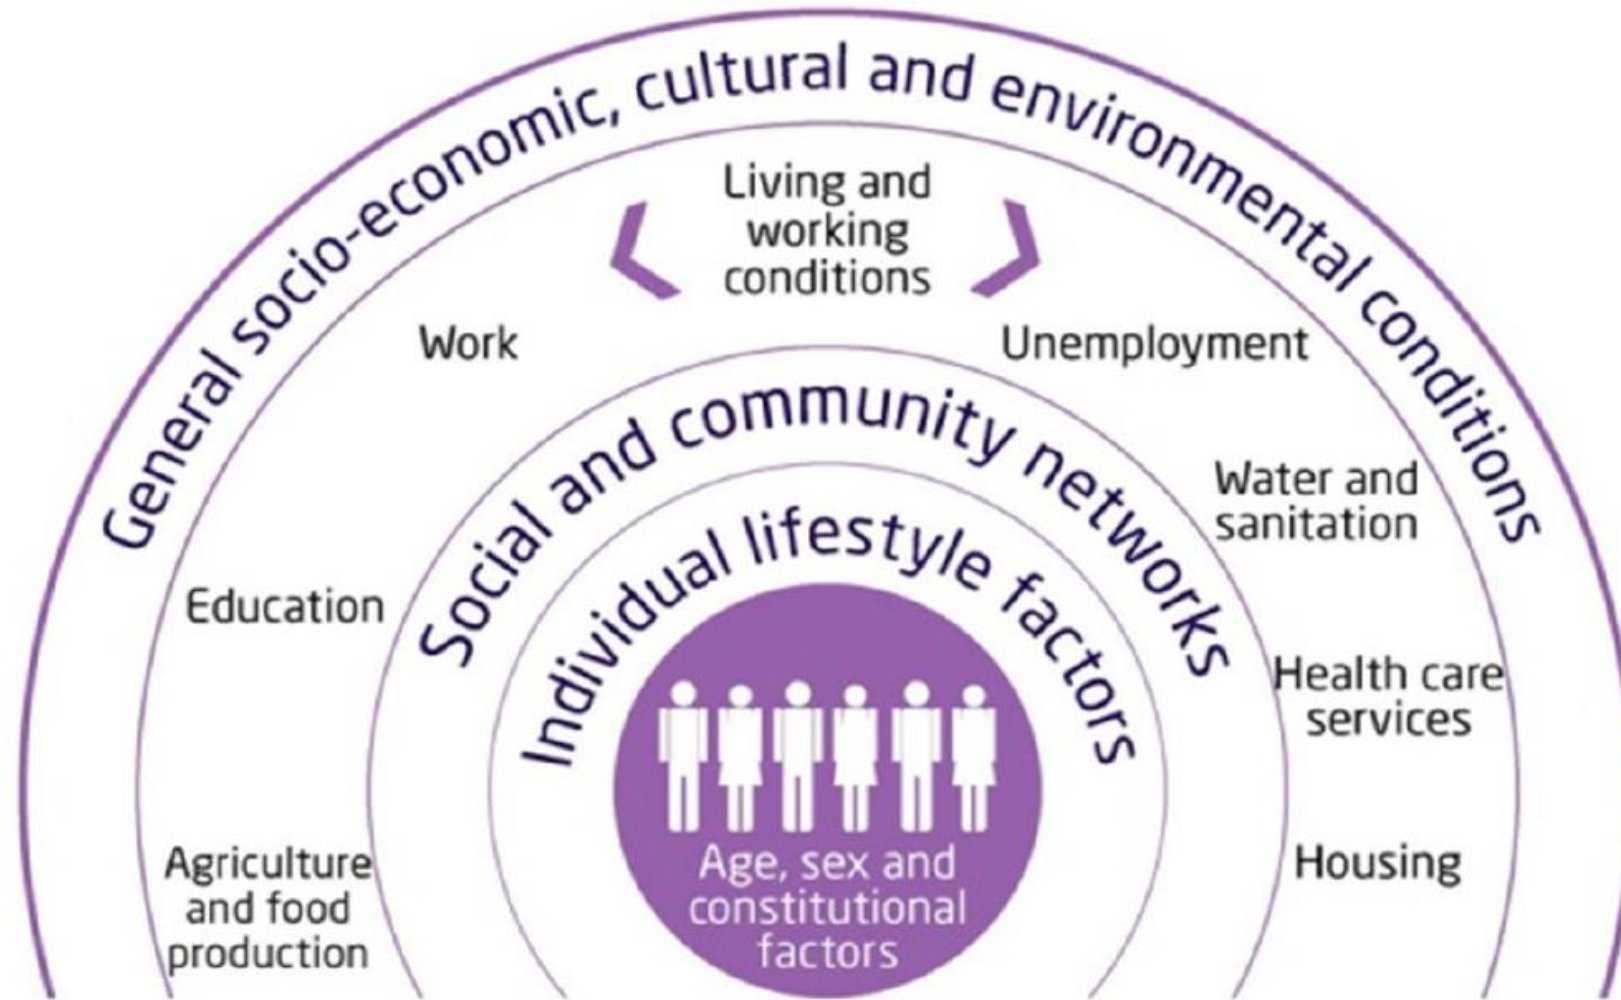 General socio-economic, cultural and environmental conditions
Living and
working
conditions
Work
Unemployment
Social and community networks
Water and
sanitation
Individual lifestyle factors
Education
Health care
services
Agriculture
and food
production
Housing
Age, sex and
constitutional
factors